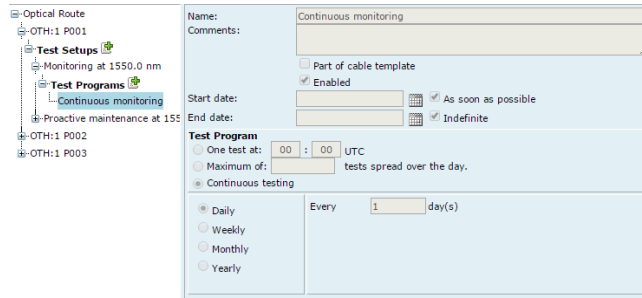 Optical Route
OTH:1 P001
Test Setups
Monitoring at 1550.0 nm
Test Programs
Continuous monitoring
Proactive maintenance at 155
OTH:1 P002
OTH:1 P003
Name: Continuous monitoring
Comments:
Part of cable template
Enabled
Start date: As soon as possible
End date: Indefinite
Test Program
One test at: 00 : 00 UTC
Maximum of: tests spread over the day.
Continuous testing
Daily Every 1 day(s)
Weekly
Monthly
Yearly